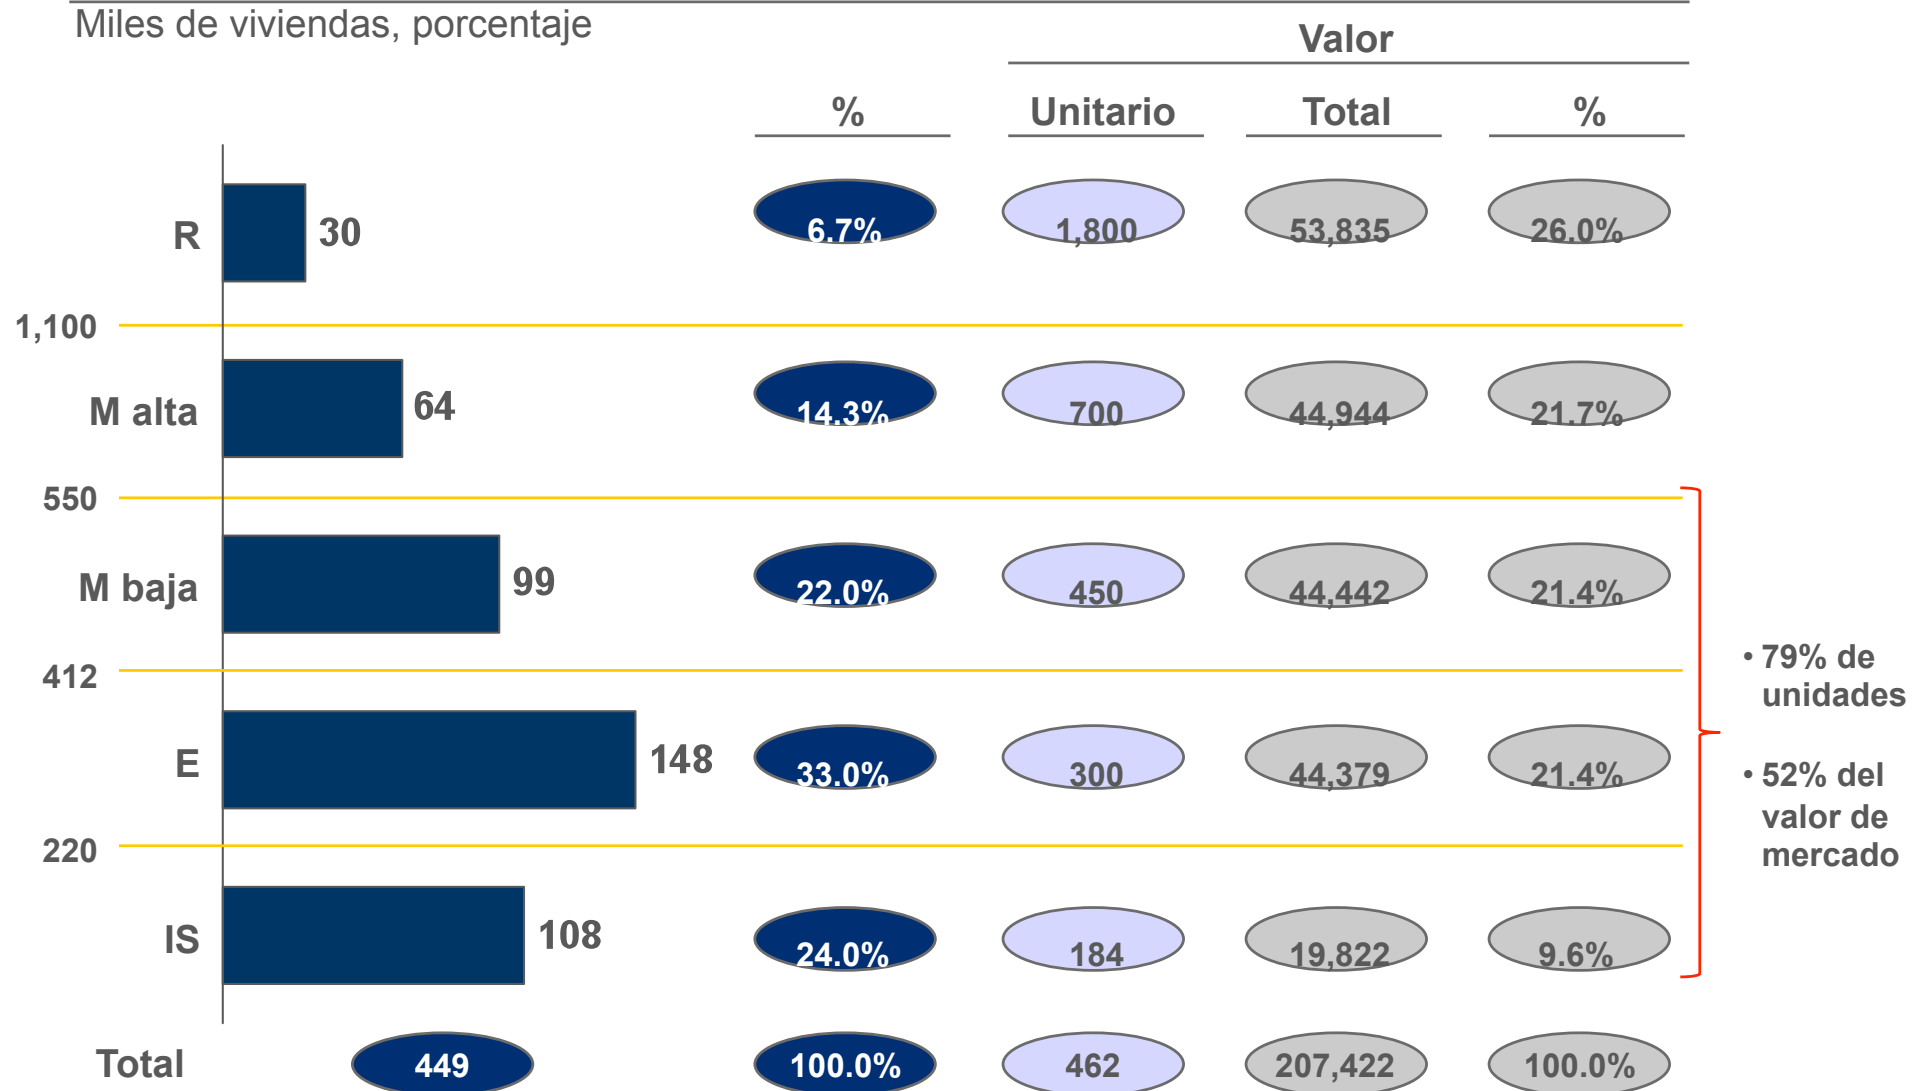 Miles de viviendas, porcentaje
Valor
% Unitario Total %
R 30 6.7% 1,800 53,835 26.0%
1,100
M alta 64 14.3% 700 44,944 21.7%
550
M baja 99 22.0% 450 44,442 21.4%
412
E 148 33.0% 300 44,379 21.4%
220
IS 108 24.0% 184 19,822 9.6%
Total 449 100.0% 462 207,422 100.0%
• 79% de
unidades
• 52% del
valor de
mercado